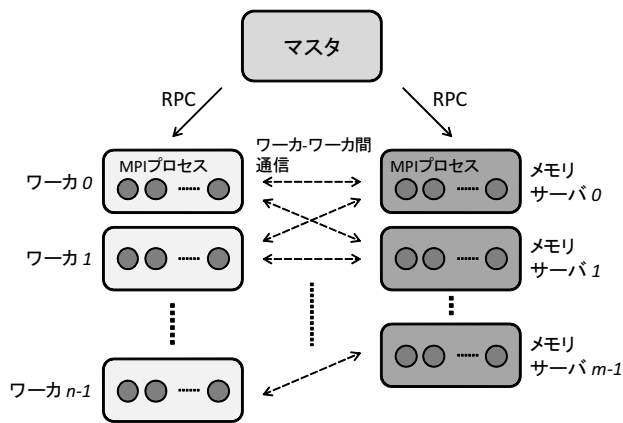 マスタ
RPC
RPC
ワーカ-ワーカ間
通信
MPIプロセス
MPIプロセス
ワーカ 0
メモリ
サーバ 0
ワーカ 1
メモリ
サーバ 1
ワーカ n-1
メモリ
サーバ m-1